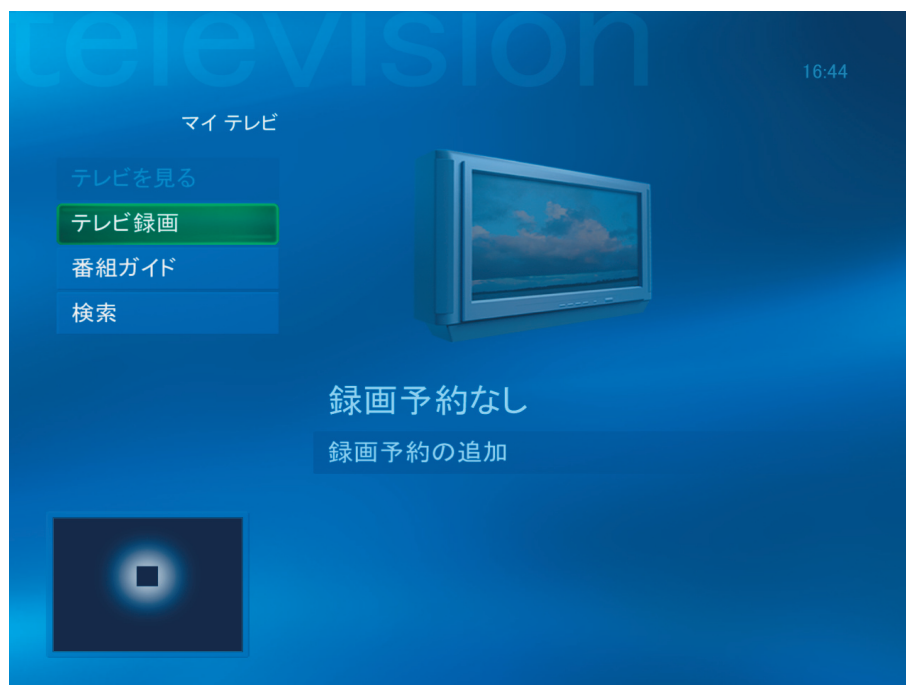 television
16:44
マイ テレビ
テレビを見る
テレビ録画
番組ガイド
検索
録画予約なし
録画予約の追加